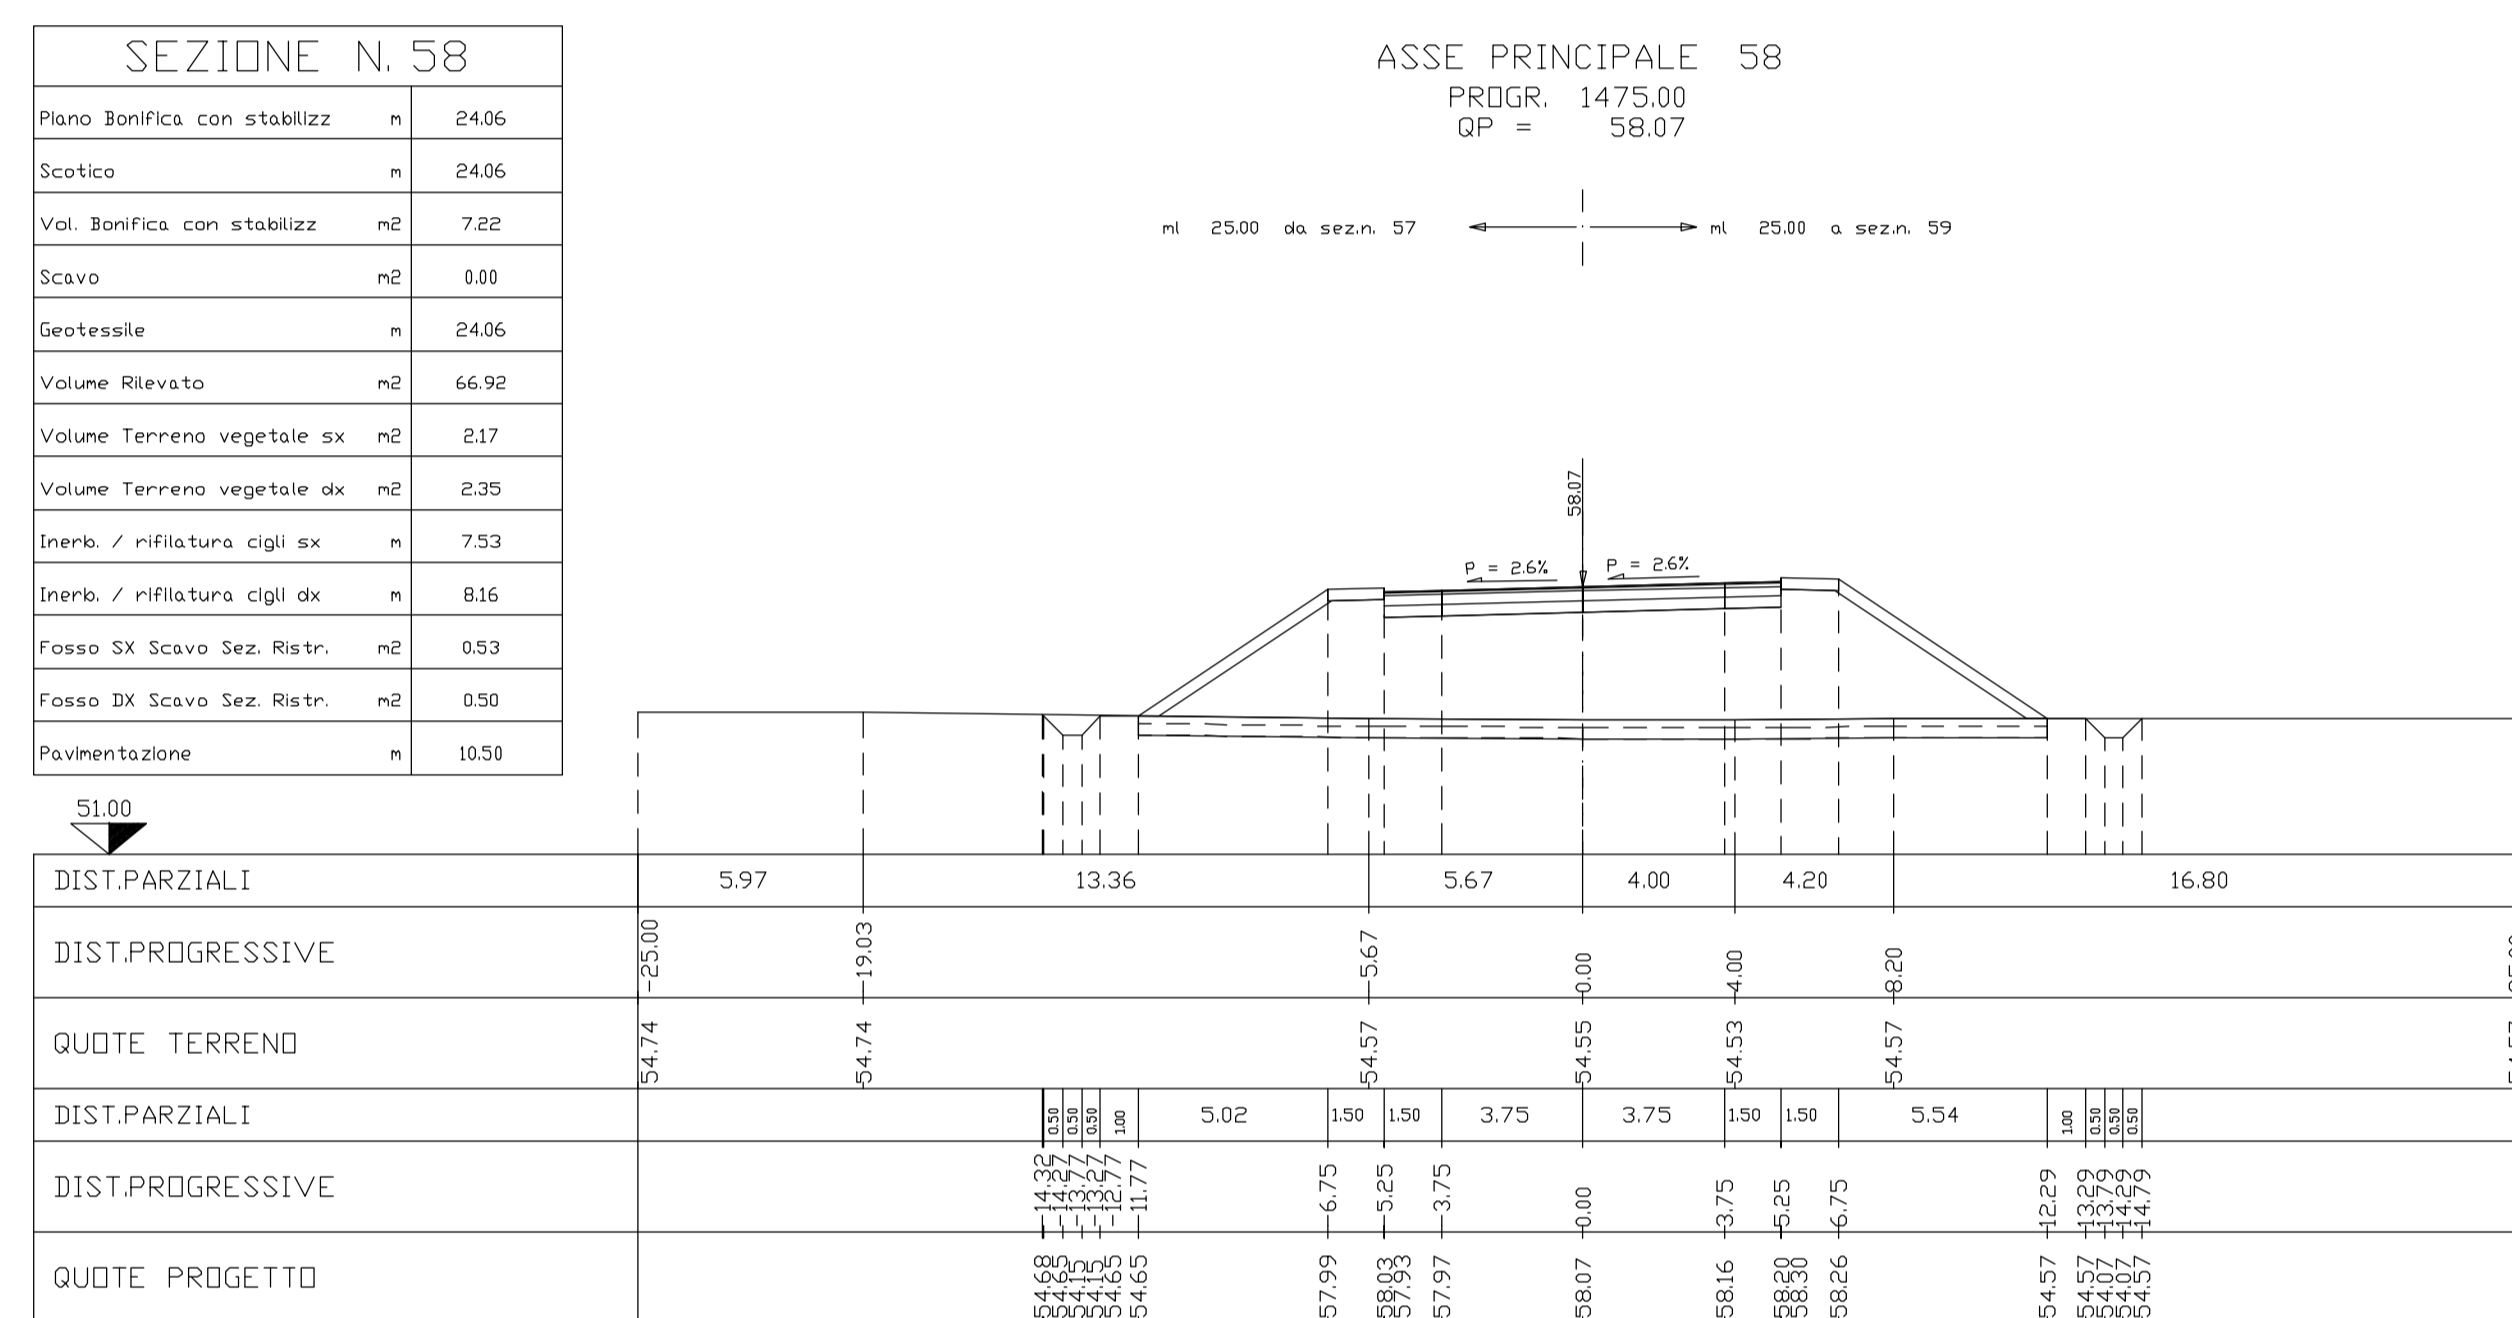 SEZIONE N. 58
Piano Bonifica con stabilizz m 24.06
Scotico m 24.06
Vol. Bonifica con stabilizz m2 7.22
Scavo m2 0.00
Geotessile m 24.06
Volume Rilevato m2 66.92
Volume Terreno vegetale sx m2 2.17
Volume Terreno vegetale dx m2 2.35
Inerb. / rifilatura cigli sx m 7.53
Inerb. / rifilatura cigli dx m 8.16
Fosso SX Scavo Sez. Ristr. m2 0.53
Fosso DX Scavo Sez. Ristr. m2 0.50
Pavimentazione m 10.50
ASSE PRINCIPALE 58
PROGR. 1475.00
QP = 58.07
ml 25.00 da sez.n. 57
ml 25.00 a sez.n. 59
58.07
P = 2.6%
P = 2.6%
51.00
DIST.PARZIALI 5.97 13.36 5.67 4.00 4.20 16.80
DIST.PROGRESSIVE -25.00 -19.03 -5.67 0.00 4.00 8.20
QUOTE TERRENO 54.74 54.74 54.57 54.55 54.53 54.57
DIST.PARZIALI 0.50 0.50 0.50 1.00 5.02 1.50 1.50 3.75 3.75 1.50 1.50 5.54 1.00 0.50 0.50 0.50
DIST.PROGRESSIVE -14.32 -14.27 -13.77 -13.27 -12.77 -11.77 -6.75 -5.25 -3.75 0.00 3.75 5.25 6.75 12.29 13.29 13.79 14.29 14.79
QUOTE PROGETTO 54.68 54.65 54.15 54.15 54.65 54.65 57.99 58.03 57.93 57.97 58.07 58.16 58.20 58.30 58.26 54.57 54.57 54.07 54.07 54.57